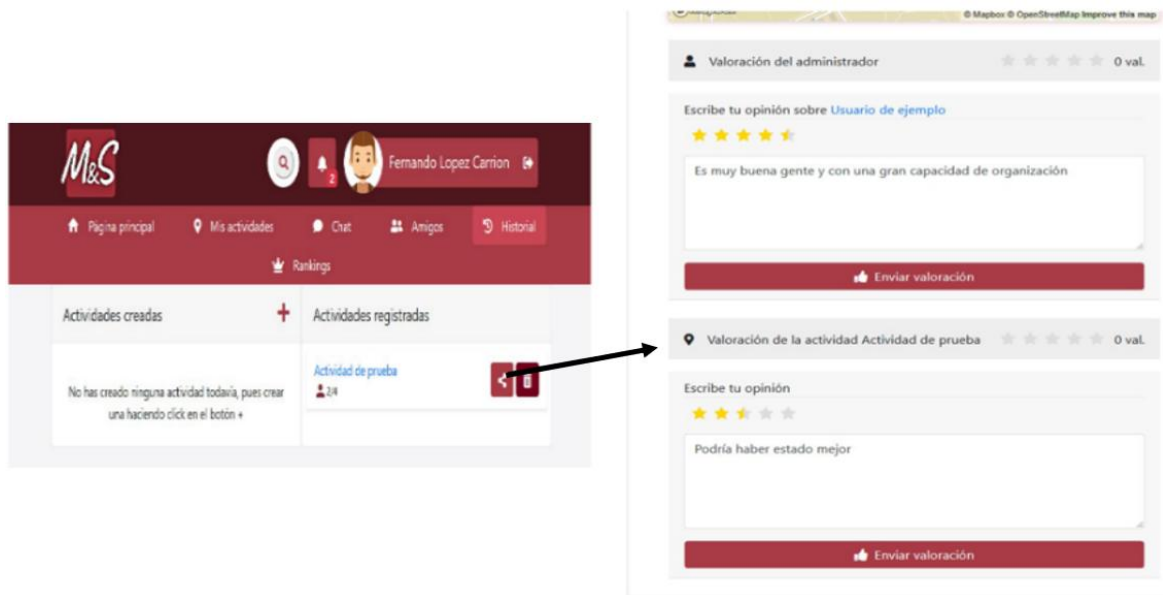 M&S
2
Fernando Lopez Carrion
Página principal
Mis actividades
Chat
Amigos
Historial
Rankings
Actividades creadas
+
Actividades registradas
No has creado ninguna actividad todavía, pues crear
una haciendo click en el botón +
Actividad de prueba
2/4
© Mapbox © OpenStreetMap Improve this map
Valoración del administrador
0 val.
Escribe tu opinión sobre Usuario de ejemplo
Es muy buena gente y con una gran capacidad de organización
Enviar valoración
Valoración de la actividad Actividad de prueba
0 val.
Escribe tu opinión
Podría haber estado mejor
Enviar valoración